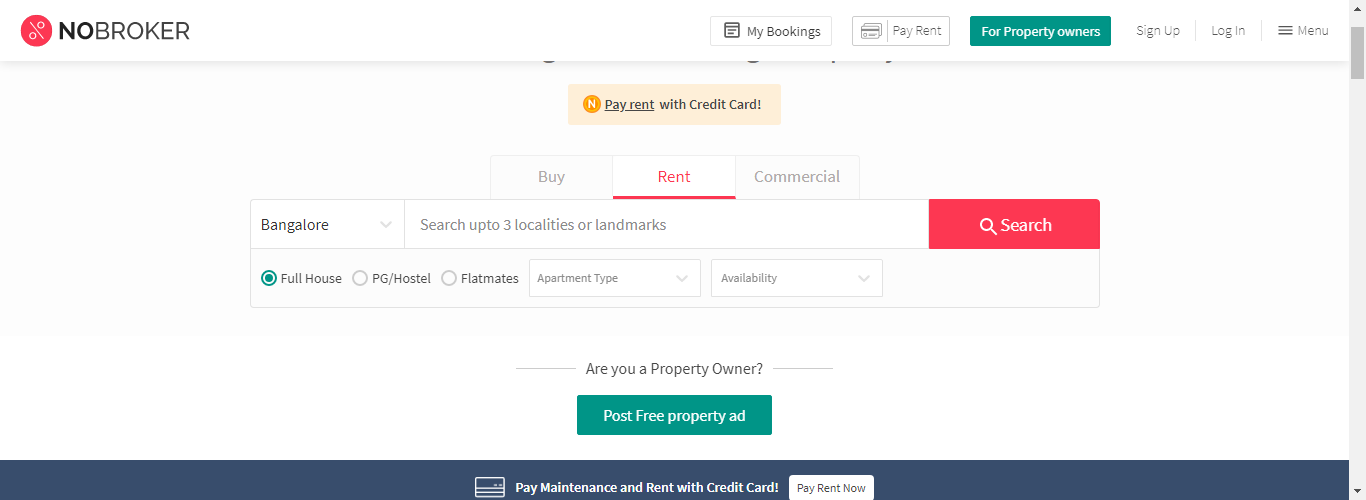 NOBROKER
My Bookings
Pay Rent
For Property owners
Sign Up
Log In
Menu
N Pay rent with Credit Card!
Buy
Rent
Commercial
Bangalore
Search upto 3 localities or landmarks
Search
Full House
PG/Hostel
Flatmates
Apartment Type
Availability
Are you a Property Owner?
Post Free property ad
Pay Maintenance and Rent with Credit Card!
Pay Rent Now